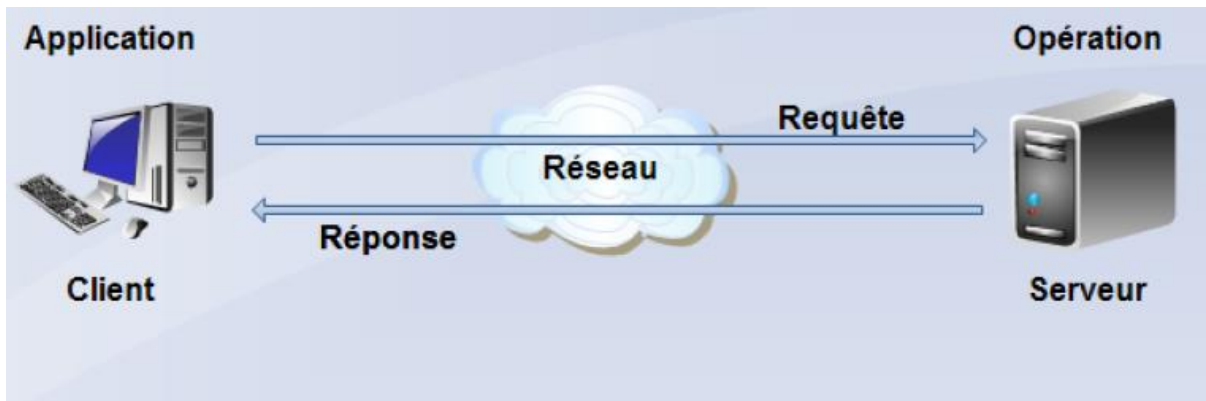 Application
Opération
Requête
Réseau
Réponse
Client
Serveur